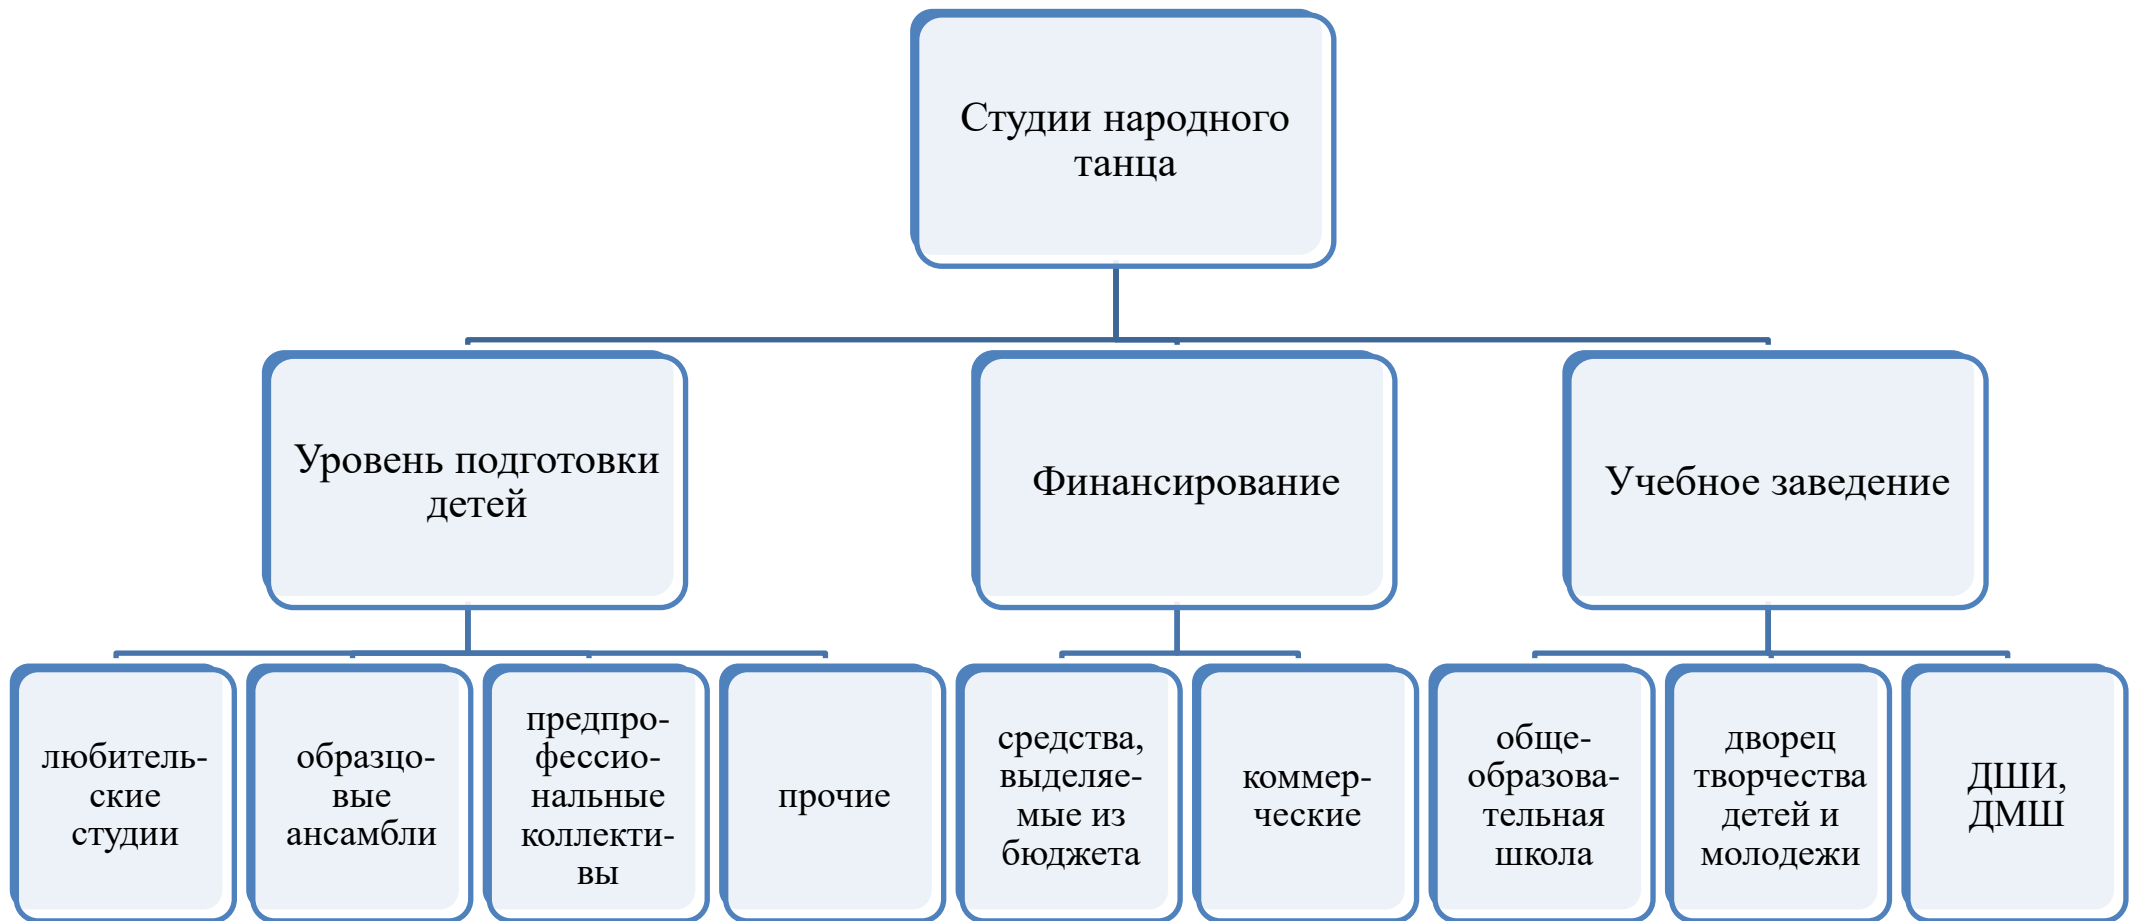 Студии народного
танца
Уровень подготовки
детей
Финансирование
Учебное заведение
любитель-
ские
студии
образцо-
вые
ансамбли
предпро-
фессио-
нальные
коллекти-
вы
прочие
средства,
выделяе-
мые из
бюджета
коммер-
ческие
обще-
образова-
тельная
школа
дворец
творчества
детей и
молодежи
ДШИ,
ДМШ